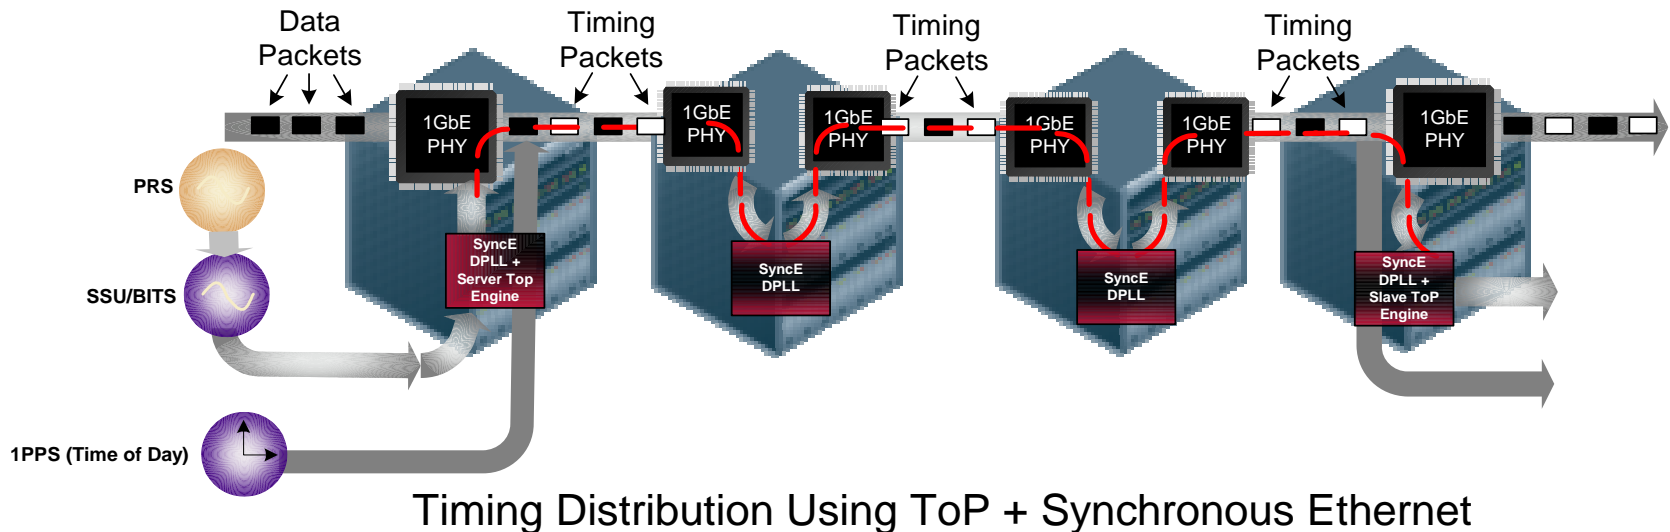 Data
Packets
Timing
Packets
Timing
Packets
Timing
Packets
1GbE
PHY
1GbE
PHY
1GbE
PHY
1GbE
PHY
1GbE
PHY
1GbE
PHY
PRS
SSU/BITS
SyncE
DPLL +
Server Top
Engine
SyncE
DPLL
SyncE
DPLL
SyncE
DPLL +
Slave ToP
Engine
1PPS (Time of Day)
Timing Distribution Using ToP + Synchronous Ethernet